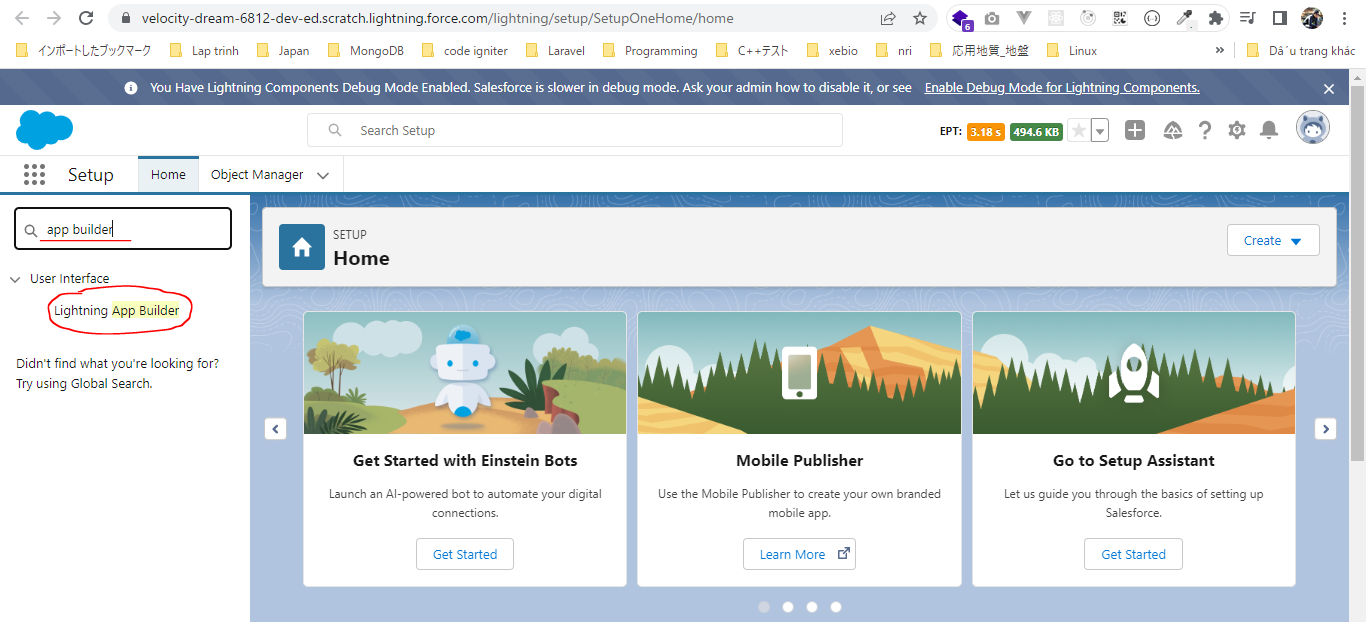 velocity-dream-6812-dev-ed.scratch.lightning.force.com/lightning/setup/SetupOneHome/home
6
インポートしたブックマーク Lap trinh Japan MongoDB code igniter Laravel Programming C++テスト xebio nri 応用地質_地盤 Linux » Dấu trang khác
You Have Lightning Components Debug Mode Enabled. Salesforce is slower in debug mode. Ask your admin how to disable it, or see Enable Debug Mode for Lightning Components.
Search Setup
EPT: 3.18 s 494.6 KB
Setup Home Object Manager
app builder
User Interface
Lightning App Builder
Didn't find what you're looking for?
Try using Global Search.
SETUP
Home
Create
Get Started with Einstein Bots
Launch an AI-powered bot to automate your digital
connections.
Get Started
Mobile Publisher
Use the Mobile Publisher to create your own branded
mobile app.
Learn More
Go to Setup Assistant
Let us guide you through the basics of setting up
Salesforce.
Get Started